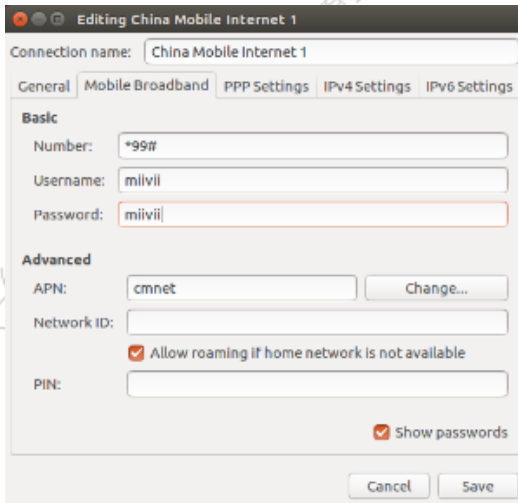 Editing China Mobile Internet 1
Connection name: China Mobile Internet 1
General Mobile Broadband PPP Settings IPv4 Settings IPv6 Settings
Basic
Number: *99#
Username: miivii
Password: miivii
Advanced
APN: cmnet Change...
Network ID:
Allow roaming if home network is not available
PIN:
Show passwords
Cancel Save